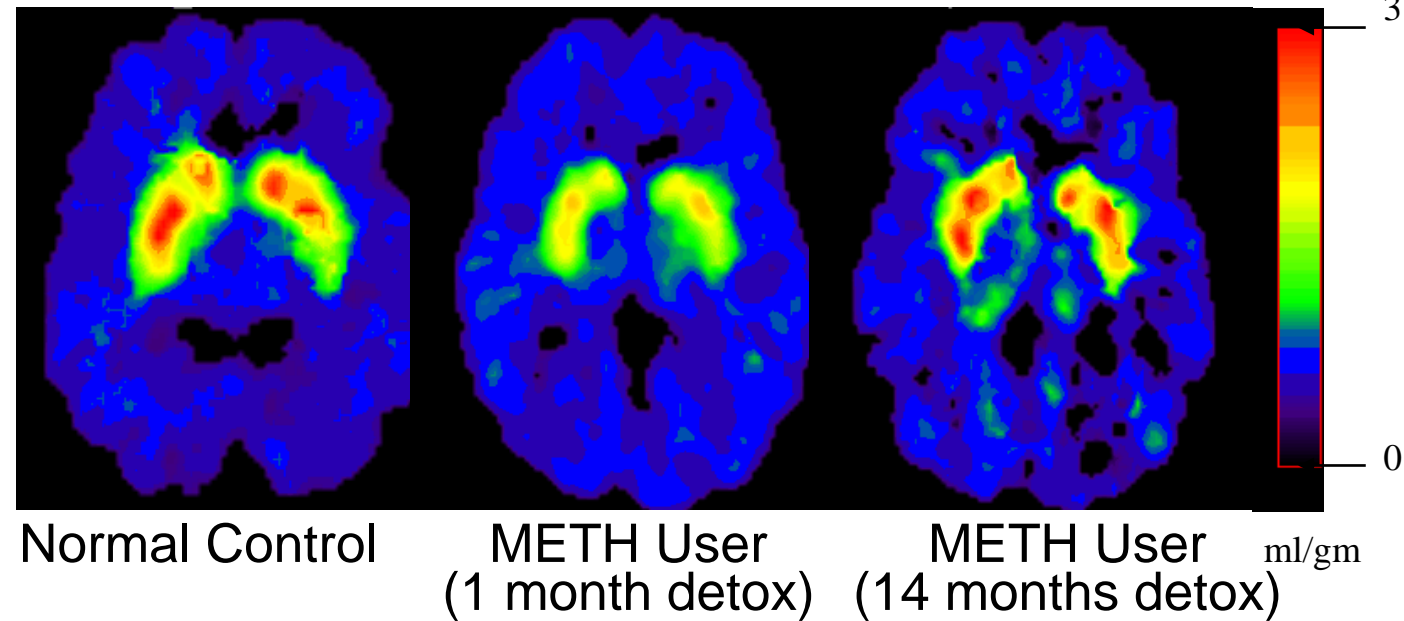 3
0
ml/gm
Normal Control
METH User
(1 month detox)
METH User
(14 months detox)